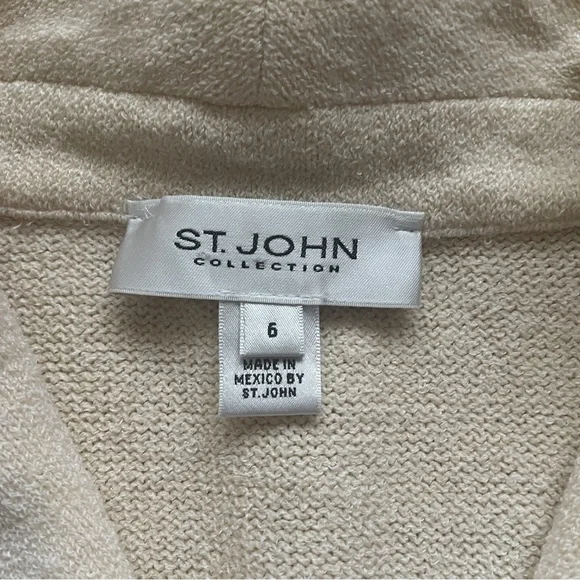 ST. JOHN
COLLECTION
6
MADE IN
MEXICO BY
ST. JOHN